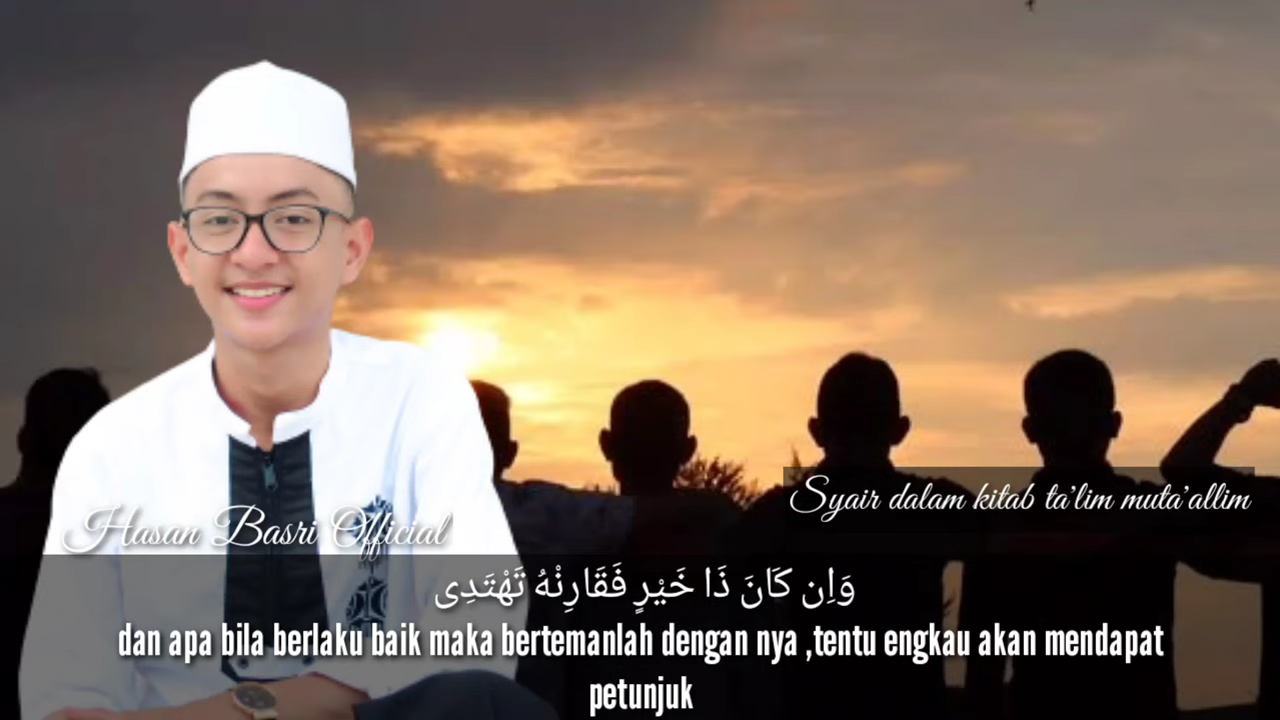 Syair dalam kitab ta'lim muta'allim
Hasan Basri Official
وَاِن كَانَ ذَا خَيْرٍ فَقَارِنْهُ تَهْتَدِى
dan apa bila berlaku baik maka bertemanlah dengan nya ,tentu engkau akan mendapat
petunjuk